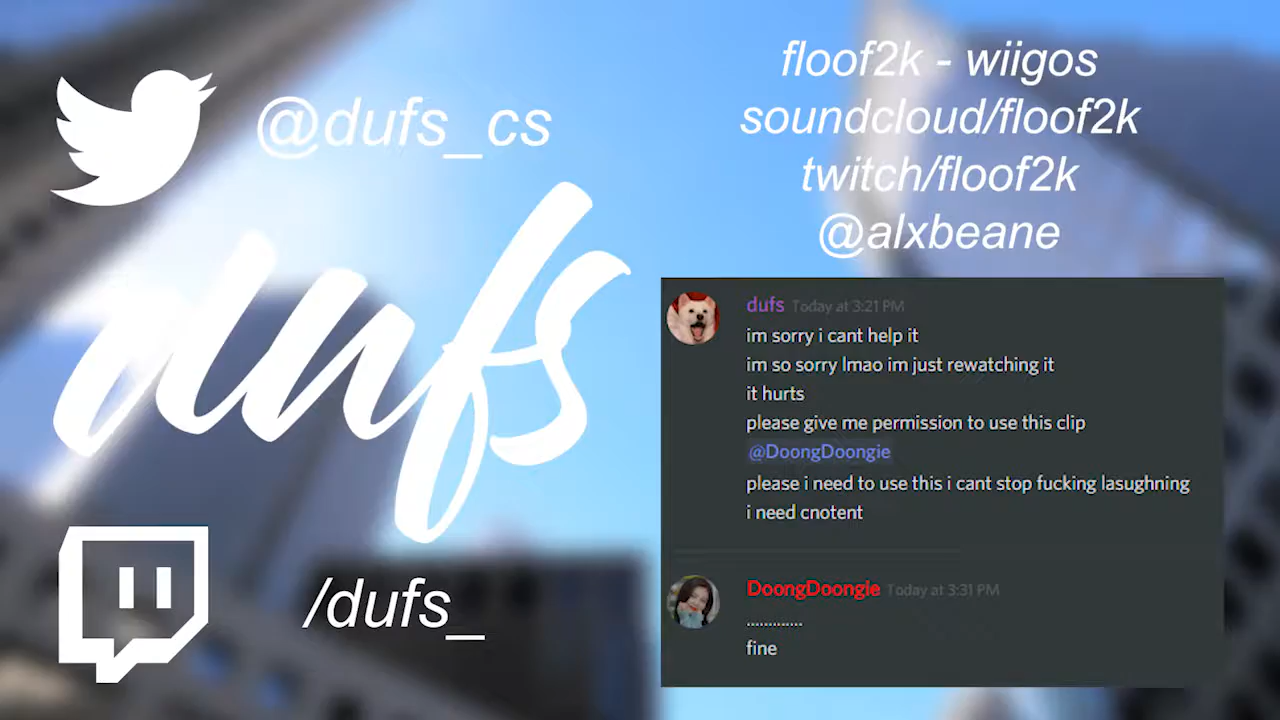 @dufs_cs
dufs
/dufs_
floof2k - wiigos
soundcloud/floof2k
twitch/floof2k
@alxbeane
dufs Today at 3:21 PM
im sorry i cant help it
im so sorry lmao im just rewatching it
it hurts
please give me permission to use this clip
@DoongDoongie
please i need to use this i cant stop fucking lasughning
i need cnotent
DoongDoongie Today at 3:31 PM
.............
fine